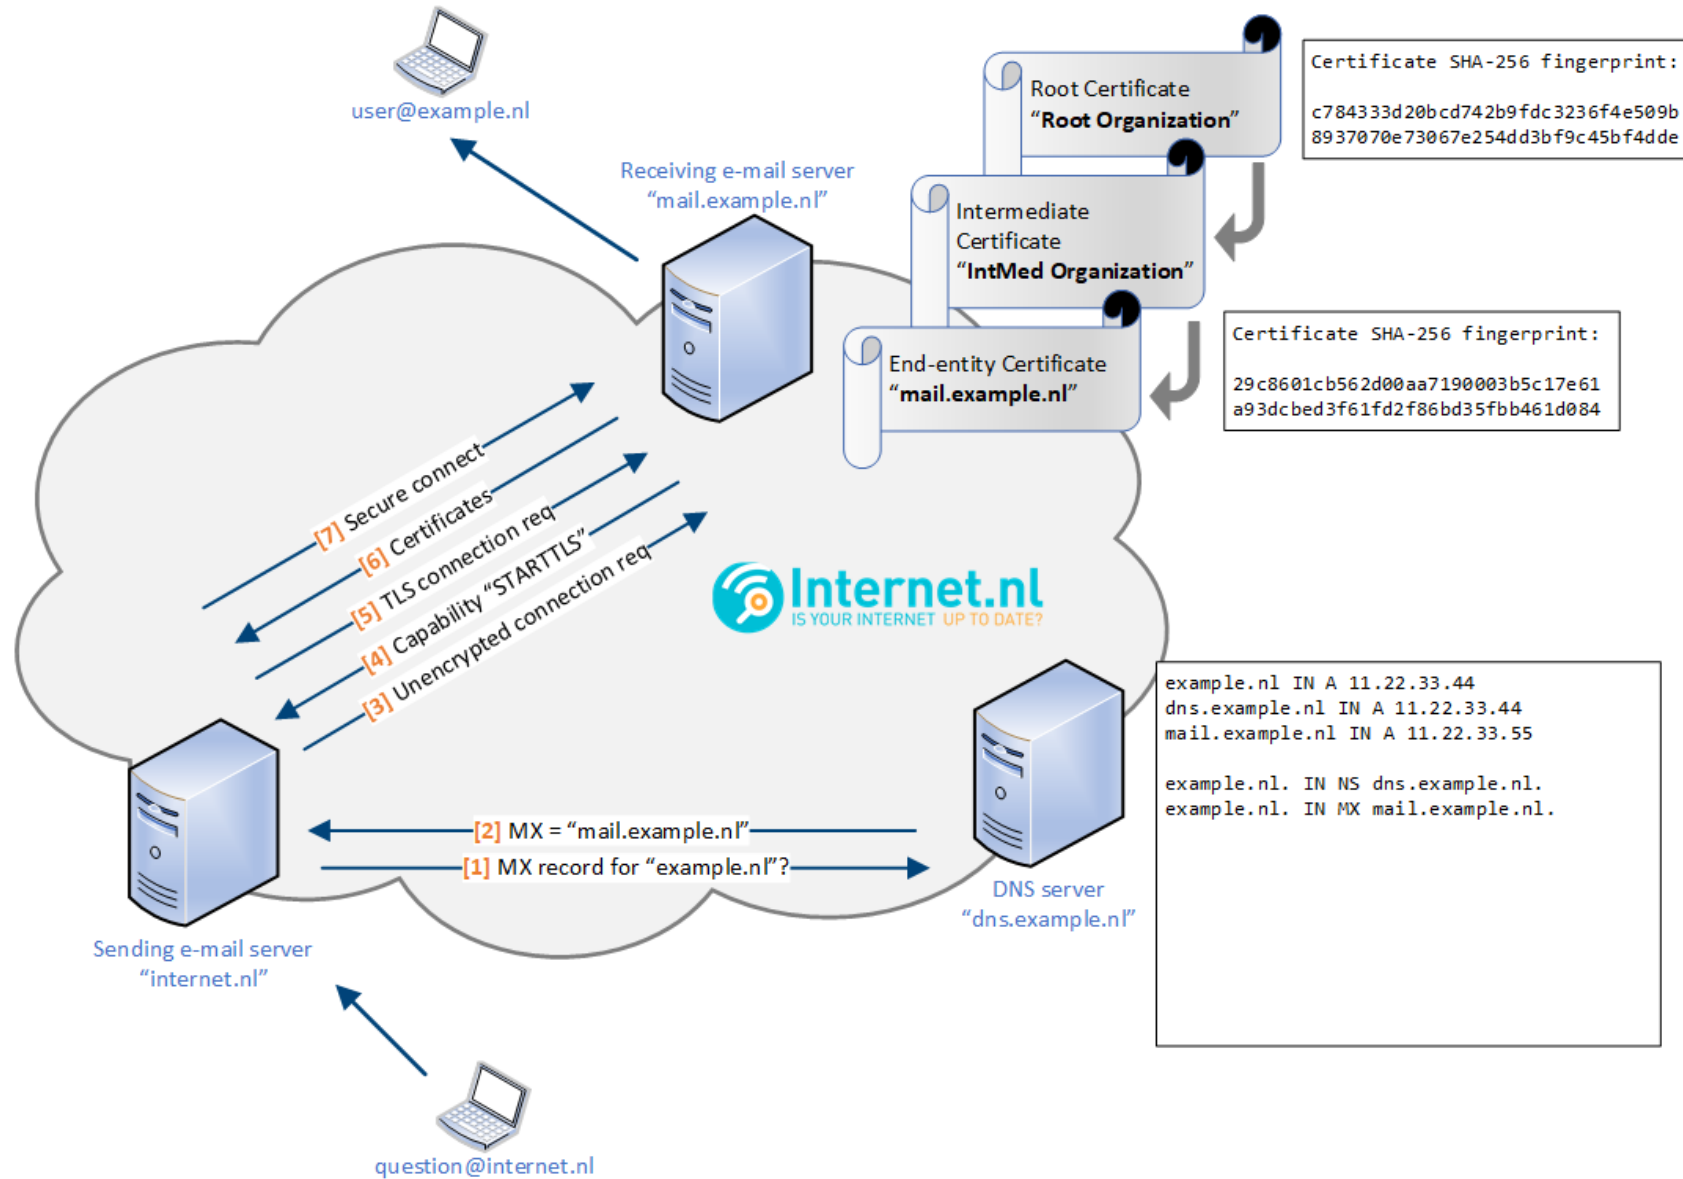 user@example.nl
Receiving e-mail server
“mail.example.nl”
Root Certificate
“Root Organization”
Certificate SHA-256 fingerprint:
c784333d20bcd742b9fdc3236f4e509b
8937070e73067e254dd3bf9c45bf4dde
Intermediate
Certificate
“IntMed Organization”
End-entity Certificate
“mail.example.nl”
Certificate SHA-256 fingerprint:
29c8601cb562d00aa7190003b5c17e61
a93dcbed3f61fd2f86bd35fbb461d084
[7] Secure connect
[6] Certificates
[5] TLS connection req
[4] Capability “STARTTLS”
[3] Unencrypted connection req
Internet.nl
IS YOUR INTERNET UP TO DATE?
example.nl IN A 11.22.33.44
dns.example.nl IN A 11.22.33.44
mail.example.nl IN A 11.22.33.55
example.nl. IN NS dns.example.nl.
example.nl. IN MX mail.example.nl.
[2] MX = “mail.example.nl”
[1] MX record for “example.nl”?
DNS server
“dns.example.nl”
Sending e-mail server
“internet.nl”
question@internet.nl